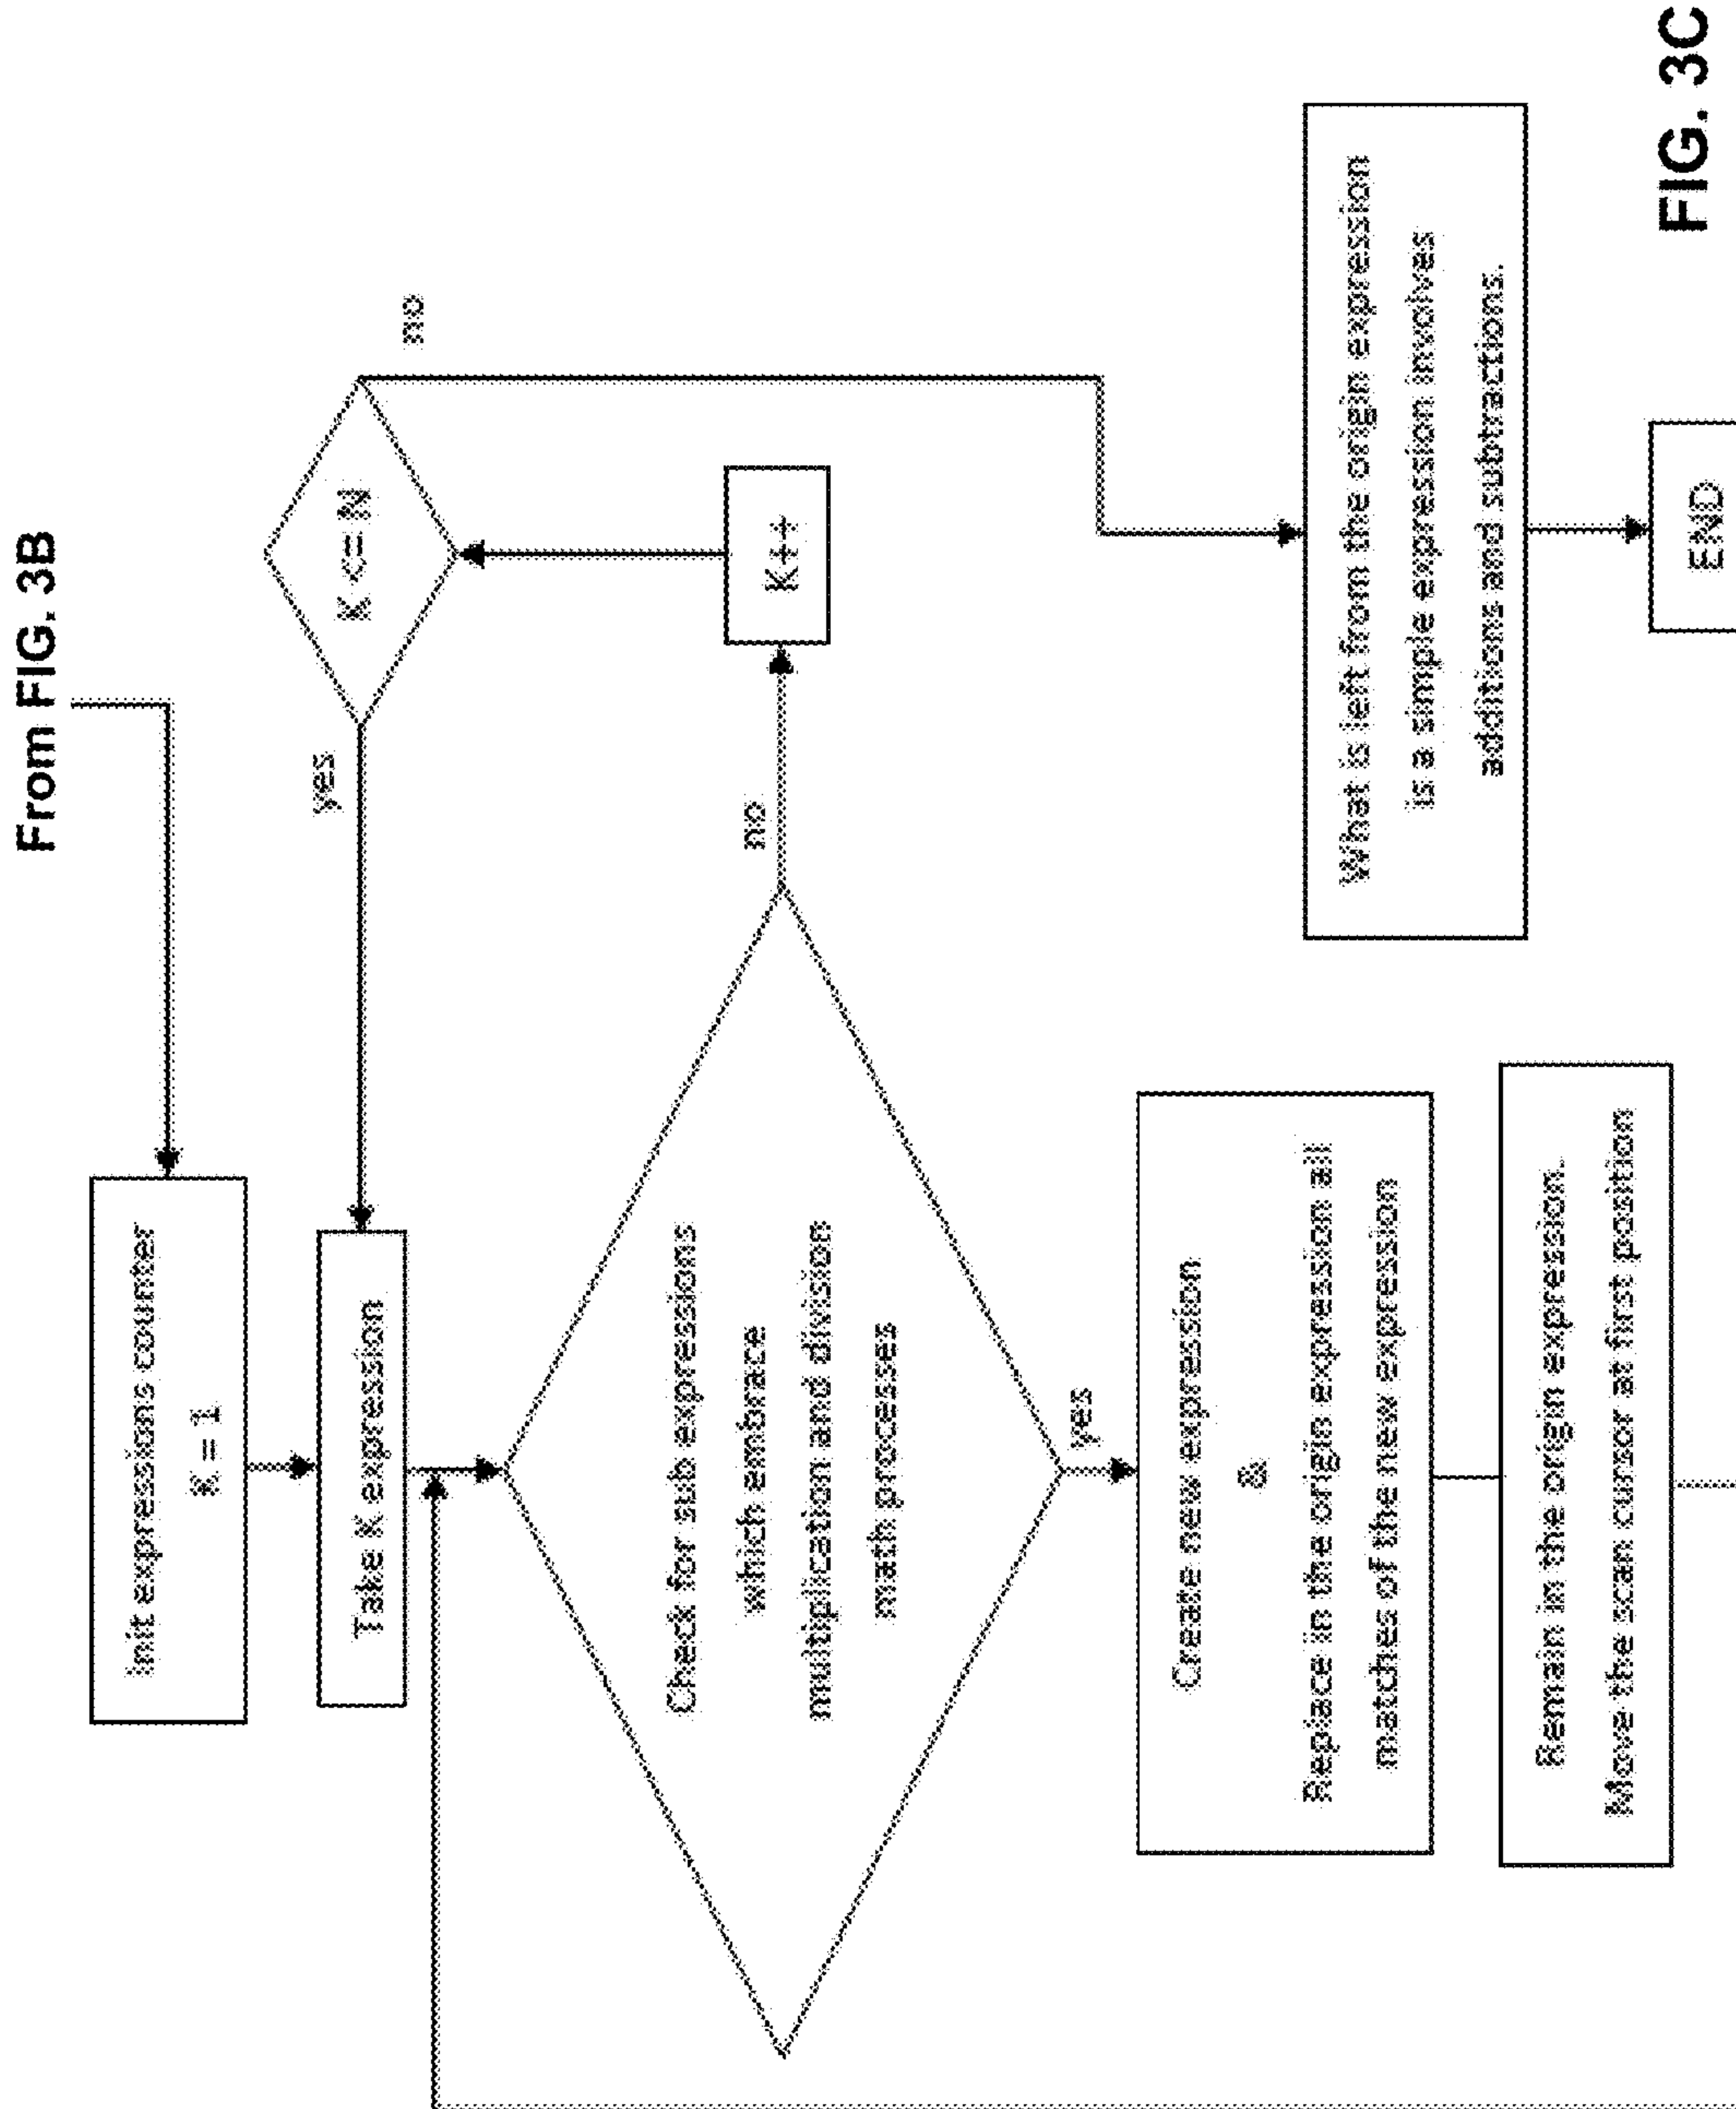 From FIG. 3B
Init expressions counter
K = 1
Take K expression
yes
K <= N
no
Check for sub expressions
which embrace
multiplication and division
math processes
no
K++
yes
Create new expression
&
Replace in the origin expression all
matches of the new expression
Remain in the origin expression.
Move the scan cursor at first position
What is left from the origin expression
is a simple expression involves
additions and subtractions.
END
FIG. 3C